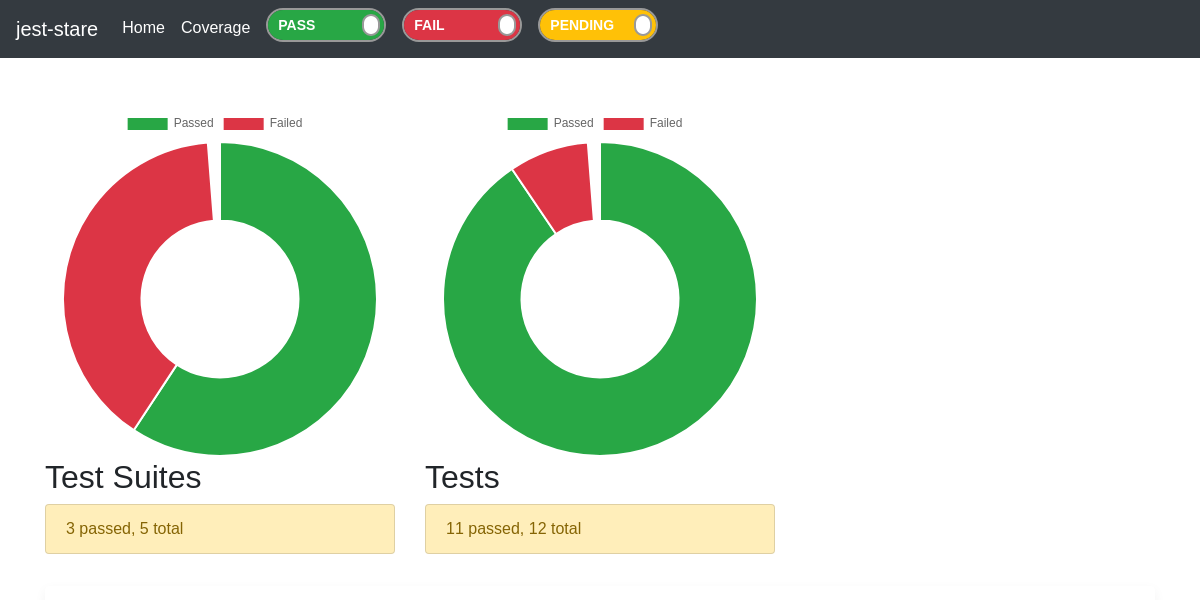 jest-stare Home Coverage PASS FAIL PENDING
Passed Failed
Passed Failed
Test Suites
3 passed, 5 total
Tests
11 passed, 12 total